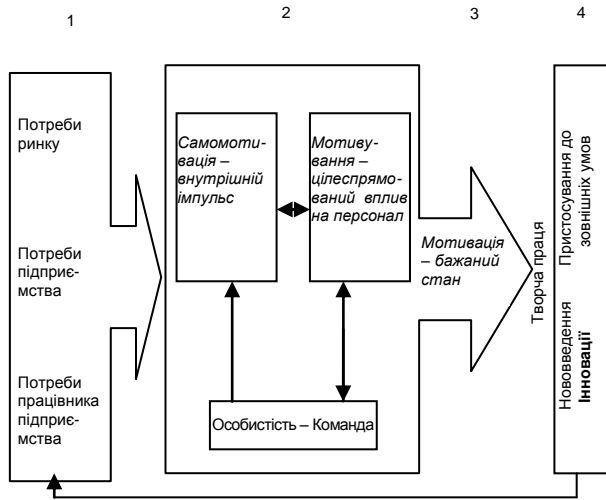 1
2
3
4
Потреби
ринку
Потреби
підприє-
мства
Потреби
працівника
підприє-
мства
Самомоти-
вація –
внутрішній
імпульс
Мотиву-
вання –
цілеспрямо-
ований вплив
на персонал
Особистість – Команда
Мотивація
– бажаний
стан
Творча праця
Пристосування до
зовнішніх умов
Нововведення
Інновації